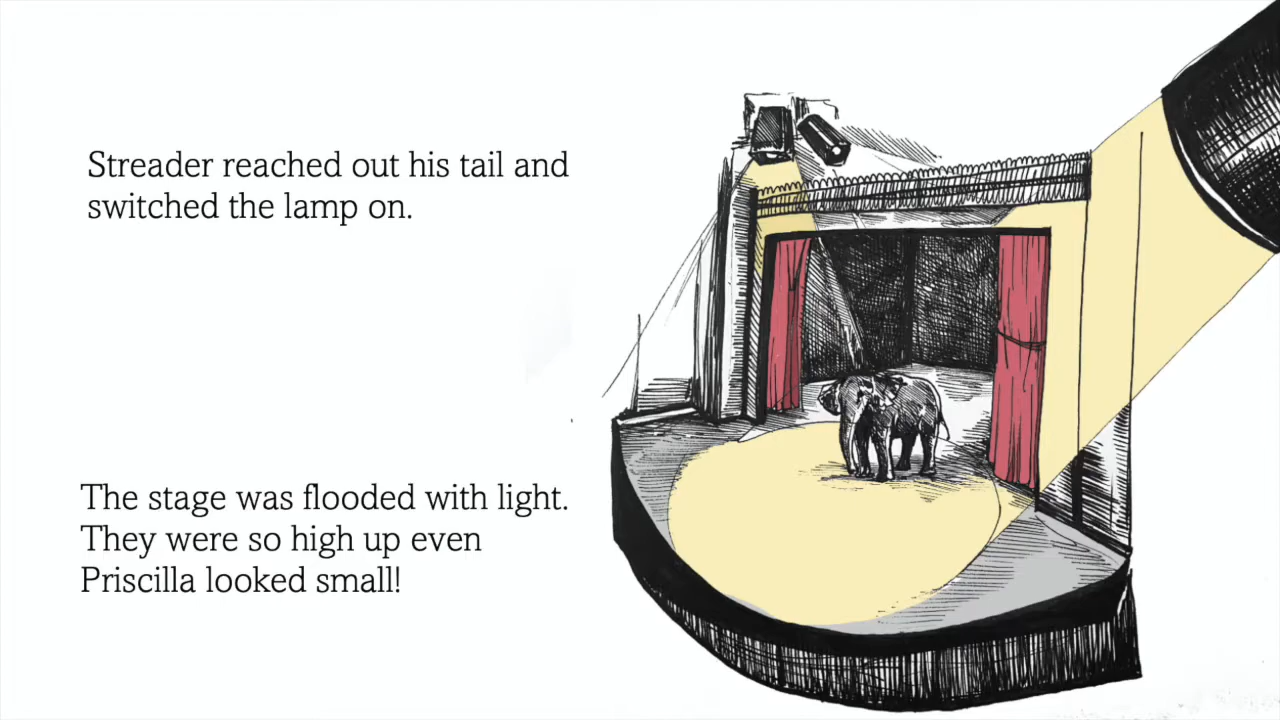 Streader reached out his tail and
switched the lamp on.
The stage was flooded with light.
They were so high up even
Priscilla looked small!